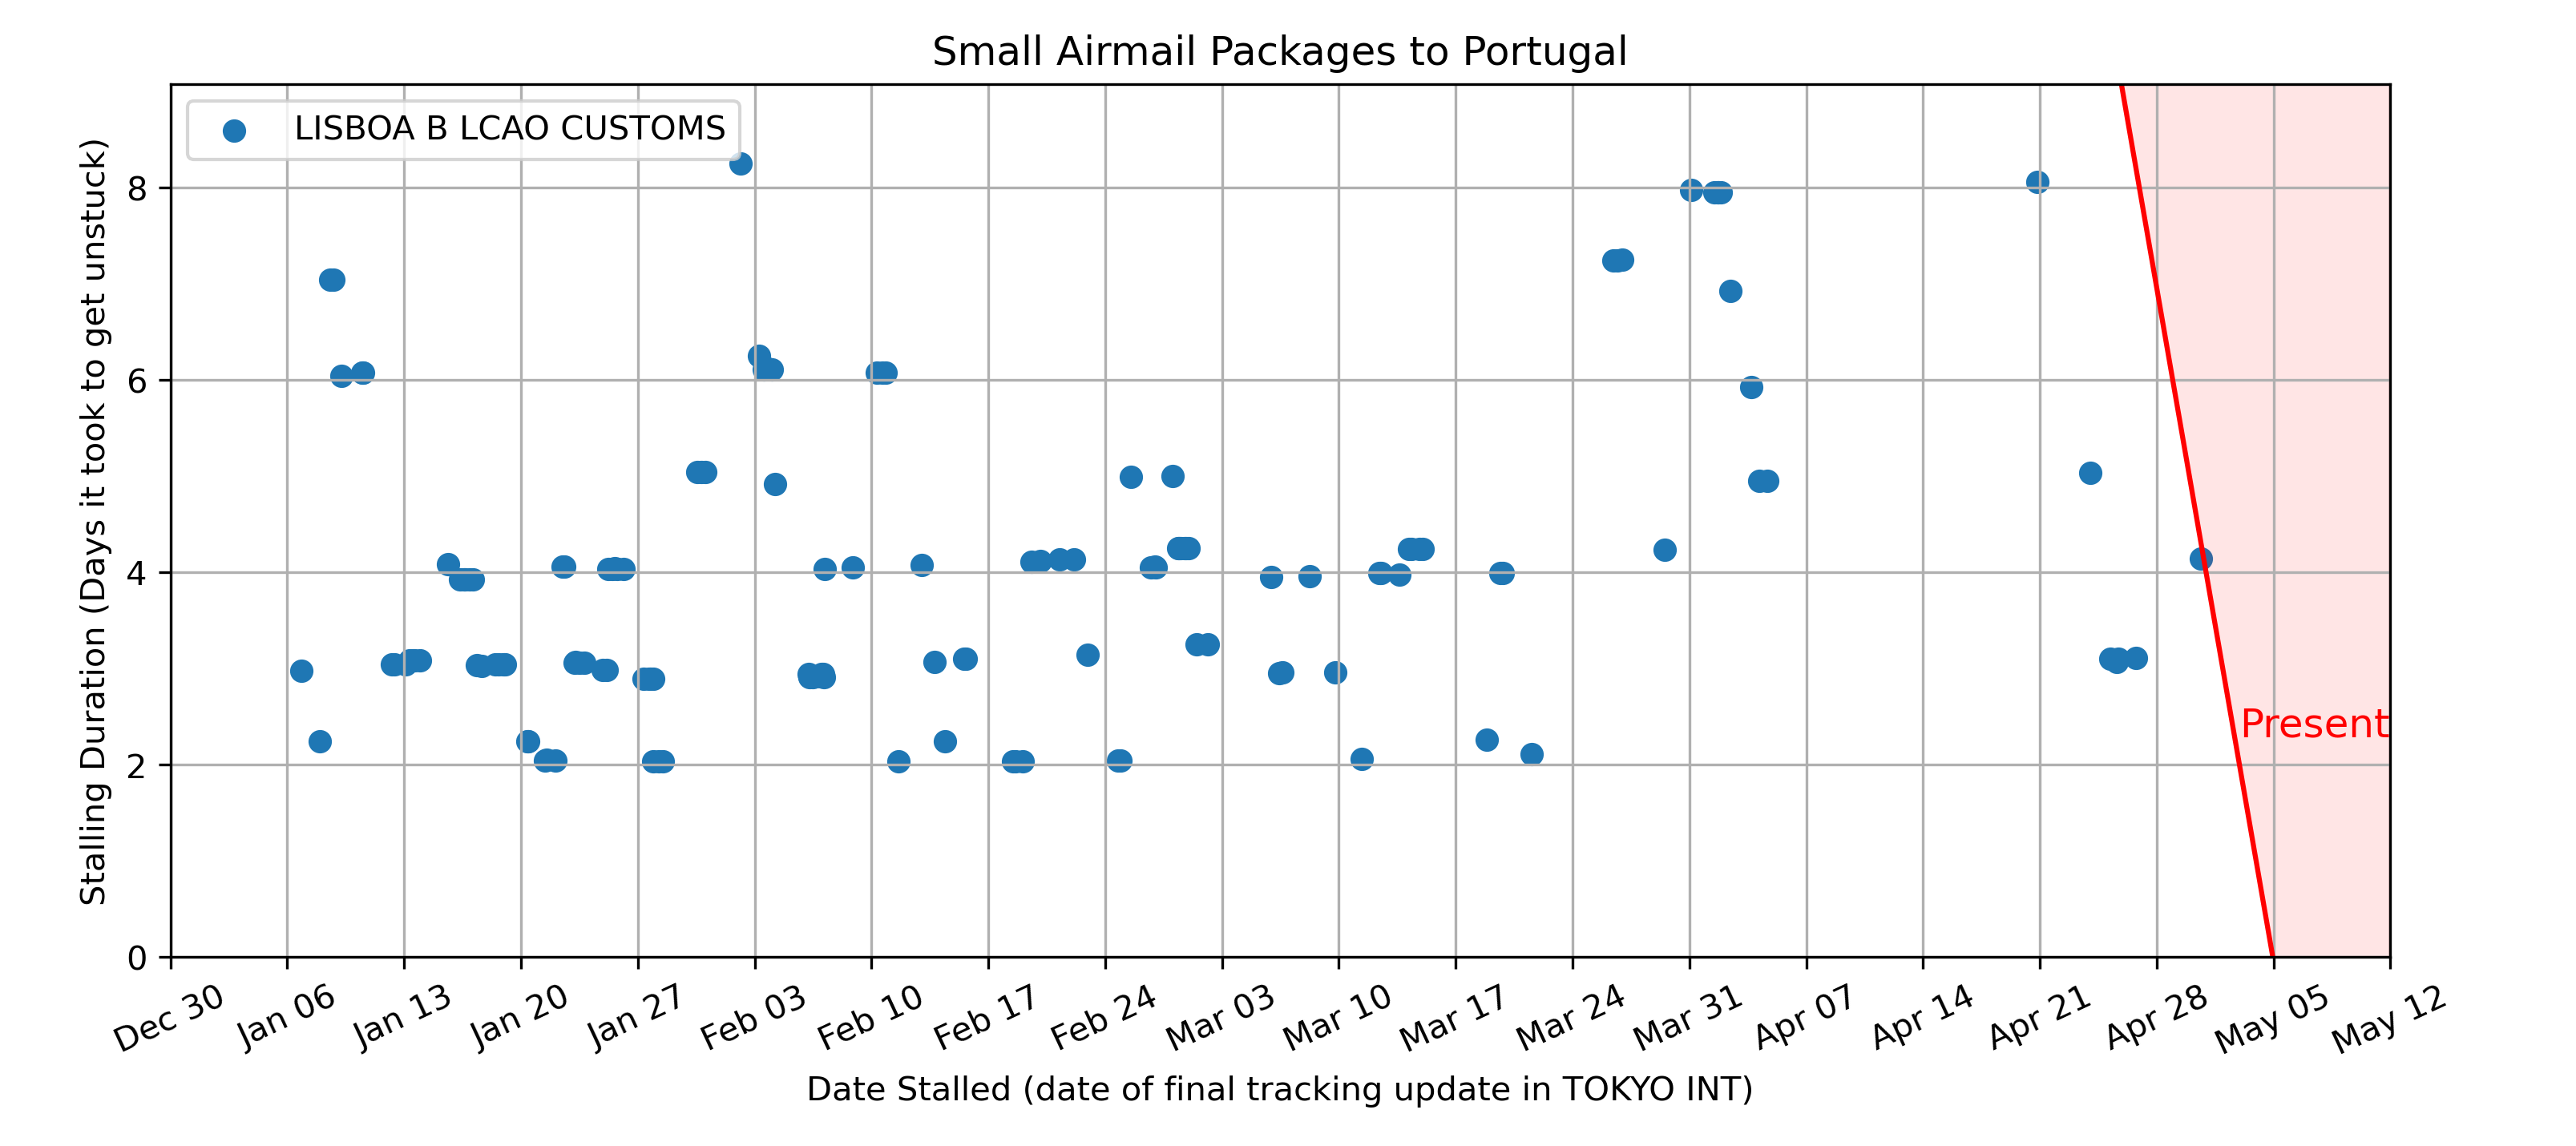 Small Airmail Packages to Portugal
LISBOA B LCAO CUSTOMS
Stalling Duration (Days it took to get unstuck)
8
6
4
2
0
Present
Dec 30
Jan 06
Jan 13
Jan 20
Jan 27
Feb 03
Feb 10
Feb 17
Feb 24
Mar 03
Mar 10
Mar 17
Mar 24
Mar 31
Apr 07
Apr 14
Apr 21
Apr 28
May 05
May 12
Date Stalled (date of final tracking update in TOKYO INT)